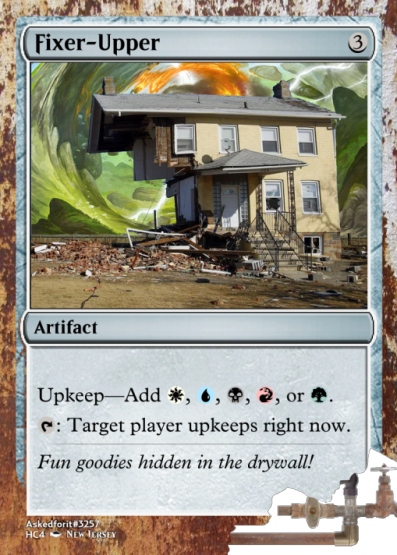 Fixer-Upper 3
Artifact
Upkeep—Add W, U, B, R, or G.
T: Target player upkeeps right now.
Fun goodies hidden in the drywall!
Askedforit#3257
HC4 NEW JERSEY